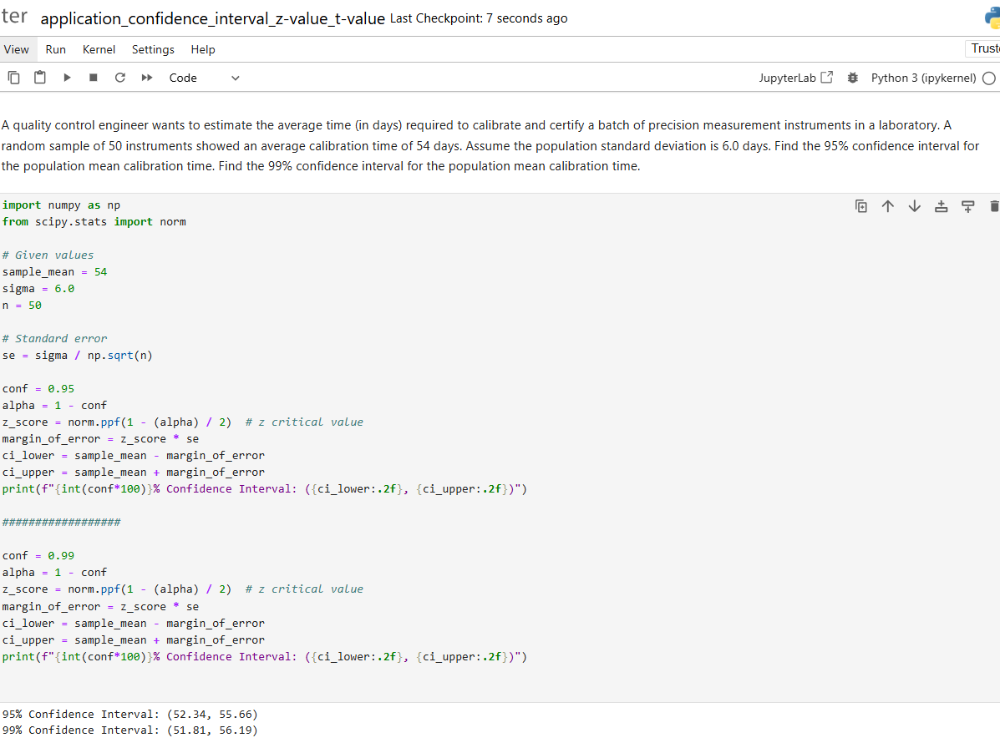 ter application_confidence_interval_z-value_t-value Last Checkpoint: 7 seconds ago
View Run Kernel Settings Help
Trust
Code JupyterLab Python 3 (ipykernel)
A quality control engineer wants to estimate the average time (in days) required to calibrate and certify a batch of precision measurement instruments in a laboratory. A
random sample of 50 instruments showed an average calibration time of 54 days. Assume the population standard deviation is 6.0 days. Find the 95% confidence interval for
the population mean calibration time. Find the 99% confidence interval for the population mean calibration time.
import numpy as np
from scipy.stats import norm
# Given values
sample_mean = 54
sigma = 6.0
n = 50
# Standard error
se = sigma / np.sqrt(n)
conf = 0.95
alpha = 1 - conf
z_score = norm.ppf(1 - (alpha) / 2)  # z critical value
margin_of_error = z_score * se
ci_lower = sample_mean - margin_of_error
ci_upper = sample_mean + margin_of_error
print(f"{int(conf*100)}% Confidence Interval: ({ci_lower:.2f}, {ci_upper:.2f})")
##################
conf = 0.99
alpha = 1 - conf
z_score = norm.ppf(1 - (alpha) / 2)  # z critical value
margin_of_error = z_score * se
ci_lower = sample_mean - margin_of_error
ci_upper = sample_mean + margin_of_error
print(f"{int(conf*100)}% Confidence Interval: ({ci_lower:.2f}, {ci_upper:.2f})")
95% Confidence Interval: (52.34, 55.66)
99% Confidence Interval: (51.81, 56.19)